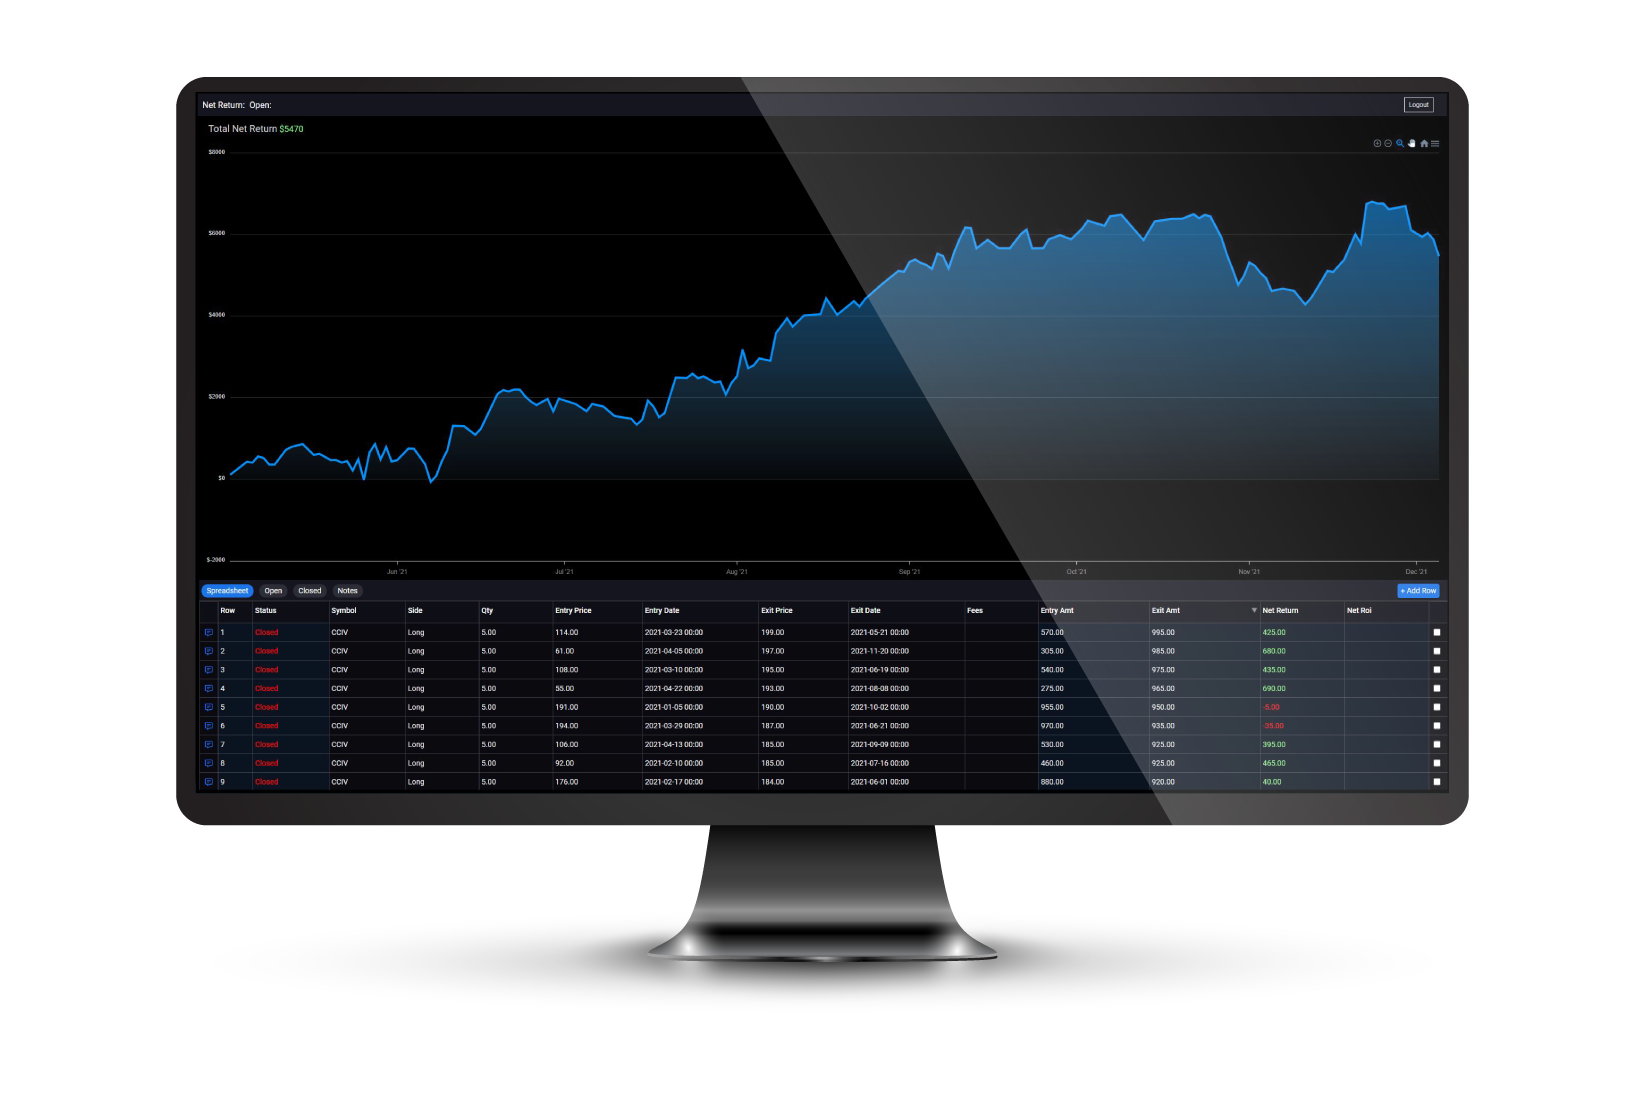 Net Return: Open: Logout
Total Net Return $5470
$8000
$6000
$4000
$2000
$0
$-2000
Jun '21 Jul '21 Aug '21 Sep '21 Oct '21 Nov '21 Dec '21
Spreadsheet Open Closed Notes + Add Row
Row Status Symbol Side Qty Entry Price Entry Date Exit Price Exit Date Fees Entry Amt Exit Amt Net Return Net Roi
1 Closed CCIV Long 5.00 114.00 2021-03-23 00:00 199.00 2021-05-21 00:00 570.00 995.00 425.00
2 Closed CCIV Long 5.00 61.00 2021-04-05 00:00 197.00 2021-11-20 00:00 305.00 985.00 680.00
3 Closed CCIV Long 5.00 108.00 2021-03-10 00:00 195.00 2021-06-19 00:00 540.00 975.00 435.00
4 Closed CCIV Long 5.00 55.00 2021-04-22 00:00 193.00 2021-08-08 00:00 275.00 965.00 690.00
5 Closed CCIV Long 5.00 191.00 2021-01-05 00:00 190.00 2021-10-02 00:00 955.00 950.00 -5.00
6 Closed CCIV Long 5.00 194.00 2021-03-29 00:00 187.00 2021-06-21 00:00 970.00 935.00 -35.00
7 Closed CCIV Long 5.00 106.00 2021-04-13 00:00 185.00 2021-09-09 00:00 530.00 925.00 395.00
8 Closed CCIV Long 5.00 92.00 2021-02-10 00:00 185.00 2021-07-16 00:00 460.00 925.00 465.00
9 Closed CCIV Long 5.00 176.00 2021-02-17 00:00 184.00 2021-06-01 00:00 880.00 920.00 40.00